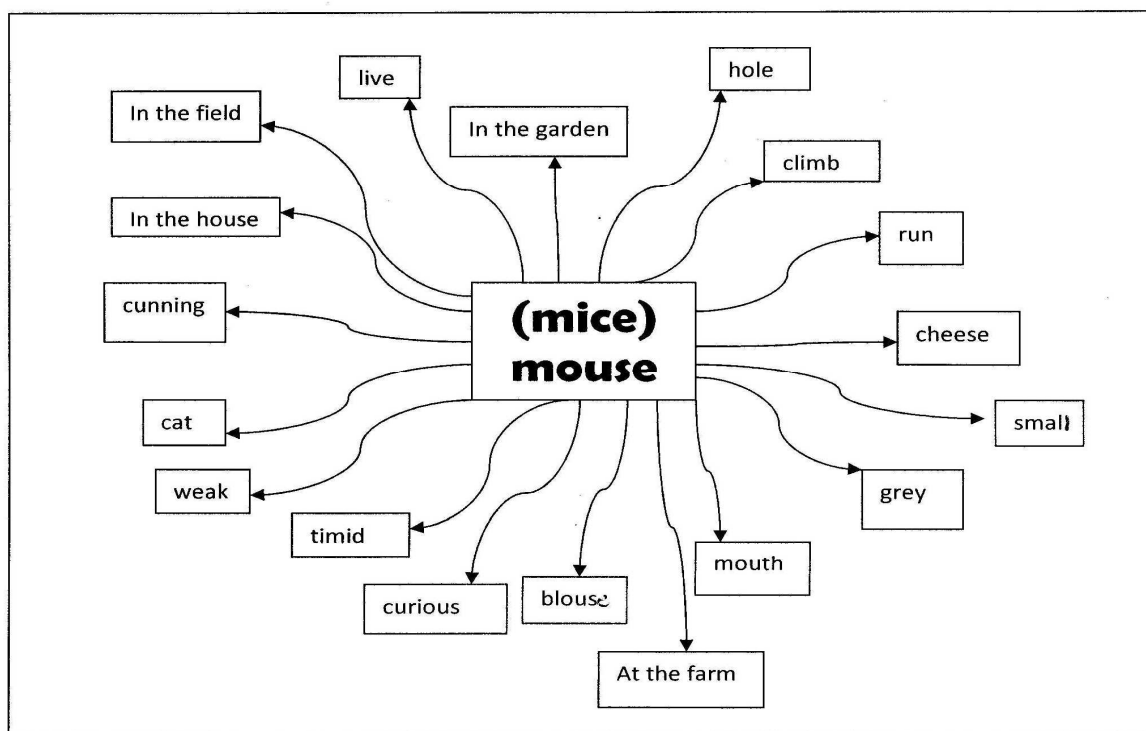 live
hole
In the field
In the garden
climb
In the house
run
cunning
(mice)
mouse
cheese
cat
small
weak
grey
timid
mouth
curious
blouse
At the farm